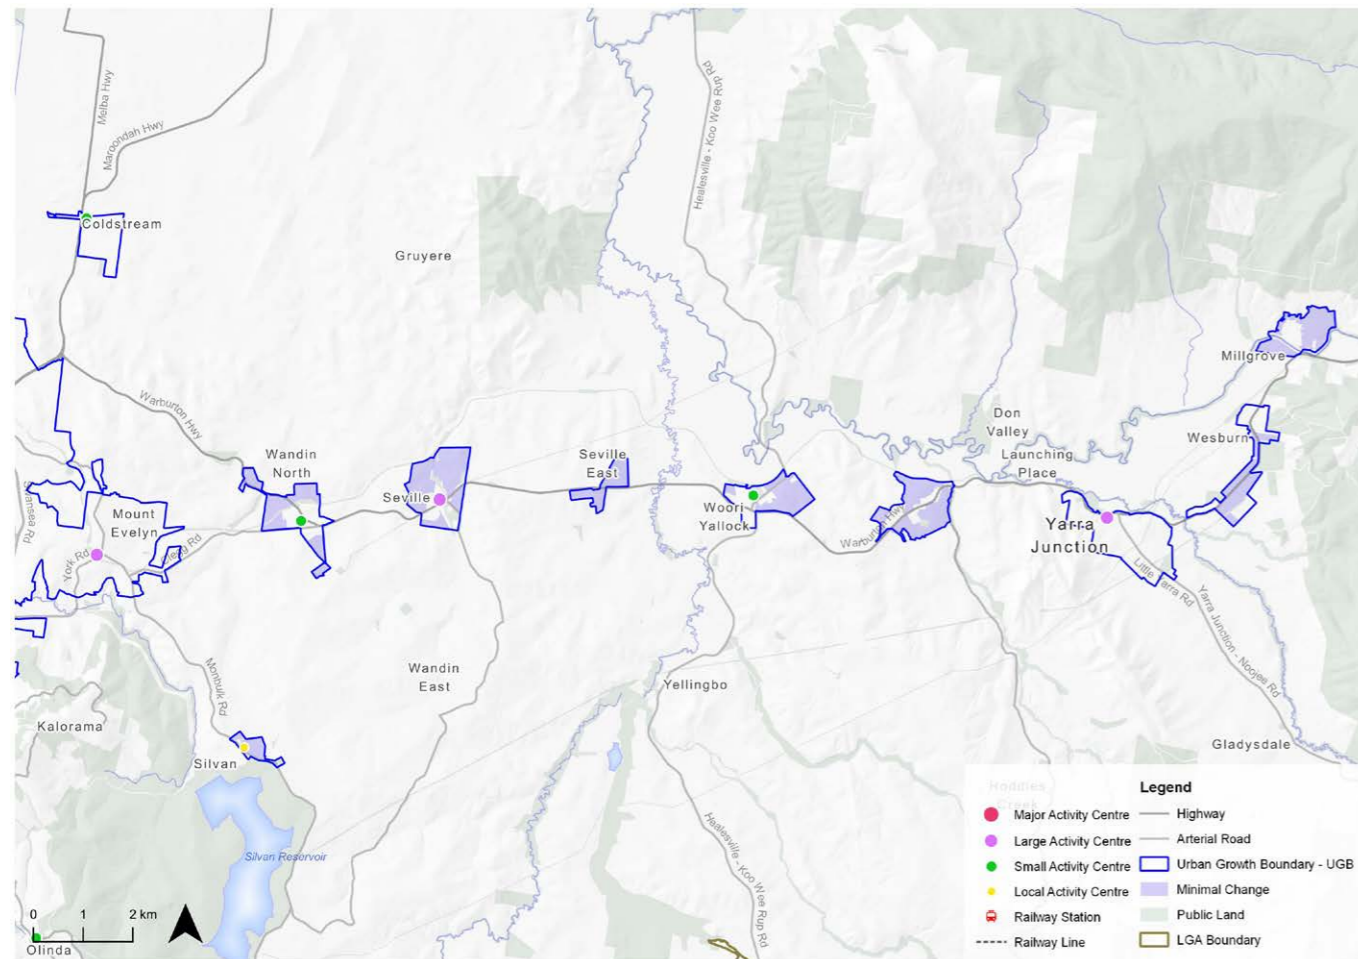 Melba Hwy
Maroondah Hwy
Healesville - Koo Wee Rup Rd
Coldstream
Gruyere
Millgrove
Warburton Hwy
Don
Valley
Wesburn
Wandin
North
Seville
East
Launching
Place
Seville
Swansea Rd
Mount
Evelyn
Woori
Yallock
Warburton Hwy
Yarra
Junction
York Rd
Little Yarra Rd
Yarra Junction - Noojee Rd
Monbulk Rd
Wandin
East
Yellingbo
Kalorama
Silvan
Gladysdale
Silvan Reservoir
Healesville - Koo Wee Rup Rd
0 1 2 km
Olinda
Hoddles
Creek
Legend
Major Activity Centre
Large Activity Centre
Small Activity Centre
Local Activity Centre
Railway Station
Railway Line
Highway
Arterial Road
Urban Growth Boundary - UGB
Minimal Change
Public Land
LGA Boundary